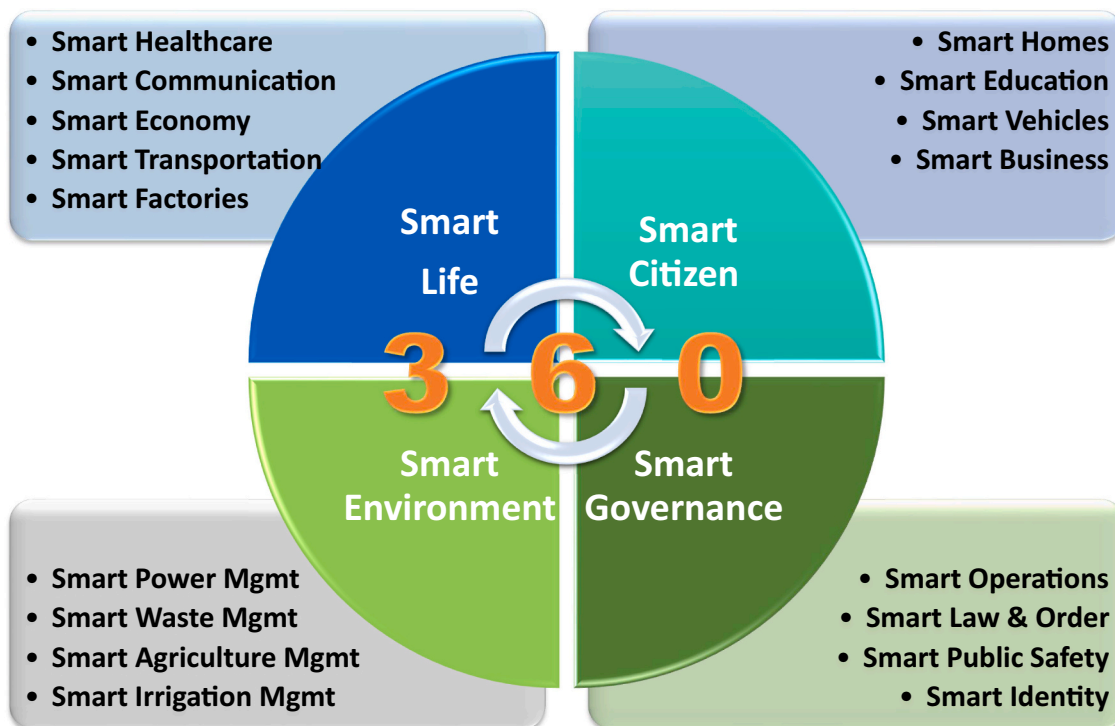 • Smart Healthcare
• Smart Communication
• Smart Economy
• Smart Transportation
• Smart Factories
• Smart Homes
• Smart Education
• Smart Vehicles
• Smart Business
Smart
Life
Smart
Citizen
3 6 0
Smart
Environment
Smart
Governance
• Smart Power Mgmt
• Smart Waste Mgmt
• Smart Agriculture Mgmt
• Smart Irrigation Mgmt
• Smart Operations
• Smart Law & Order
• Smart Public Safety
• Smart Identity